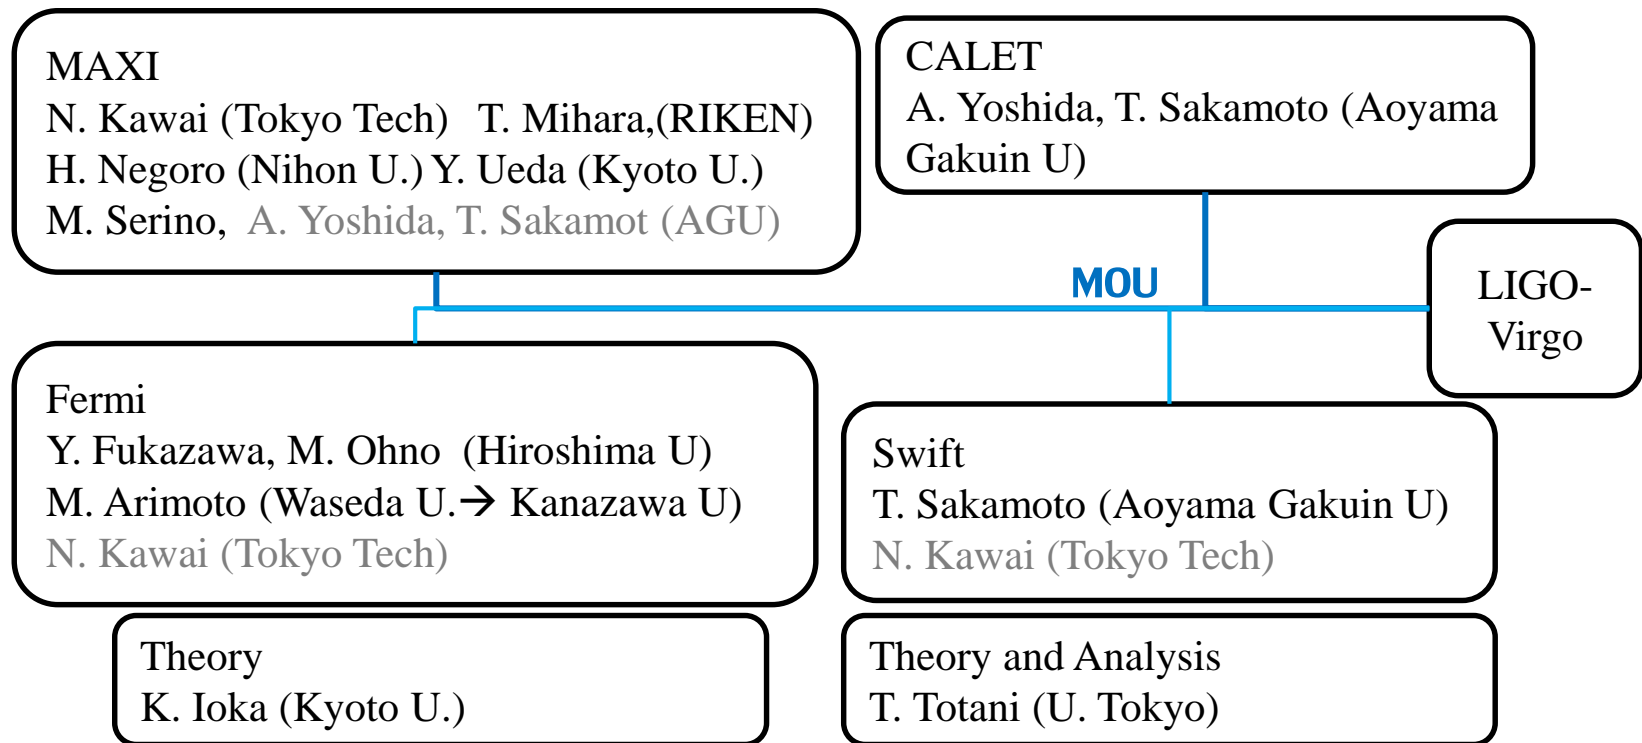 MAXI
N. Kawai (Tokyo Tech)   T. Mihara,(RIKEN)
H. Negoro (Nihon U.) Y. Ueda (Kyoto U.)
M. Serino,  A. Yoshida, T. Sakamot (AGU)
CALET
A. Yoshida, T. Sakamoto (Aoyama
Gakuin U)
MOU
LIGO-
Virgo
Fermi
Y. Fukazawa, M. Ohno  (Hiroshima U)
M. Arimoto (Waseda U.→ Kanazawa U)
N. Kawai (Tokyo Tech)
Swift
T. Sakamoto (Aoyama Gakuin U)
N. Kawai (Tokyo Tech)
Theory
K. Ioka (Kyoto U.)
Theory and Analysis
T. Totani (U. Tokyo)